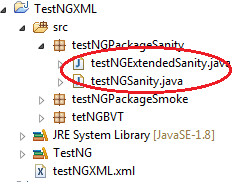 TestNGXML
src
testNGPackageSanity
testNGExtendedSanity.java
testNGSanity.java
testNGPackageSmoke
tetNGBVT
JRE System Library [JavaSE-1.8]
TestNG
testNGXML.xml